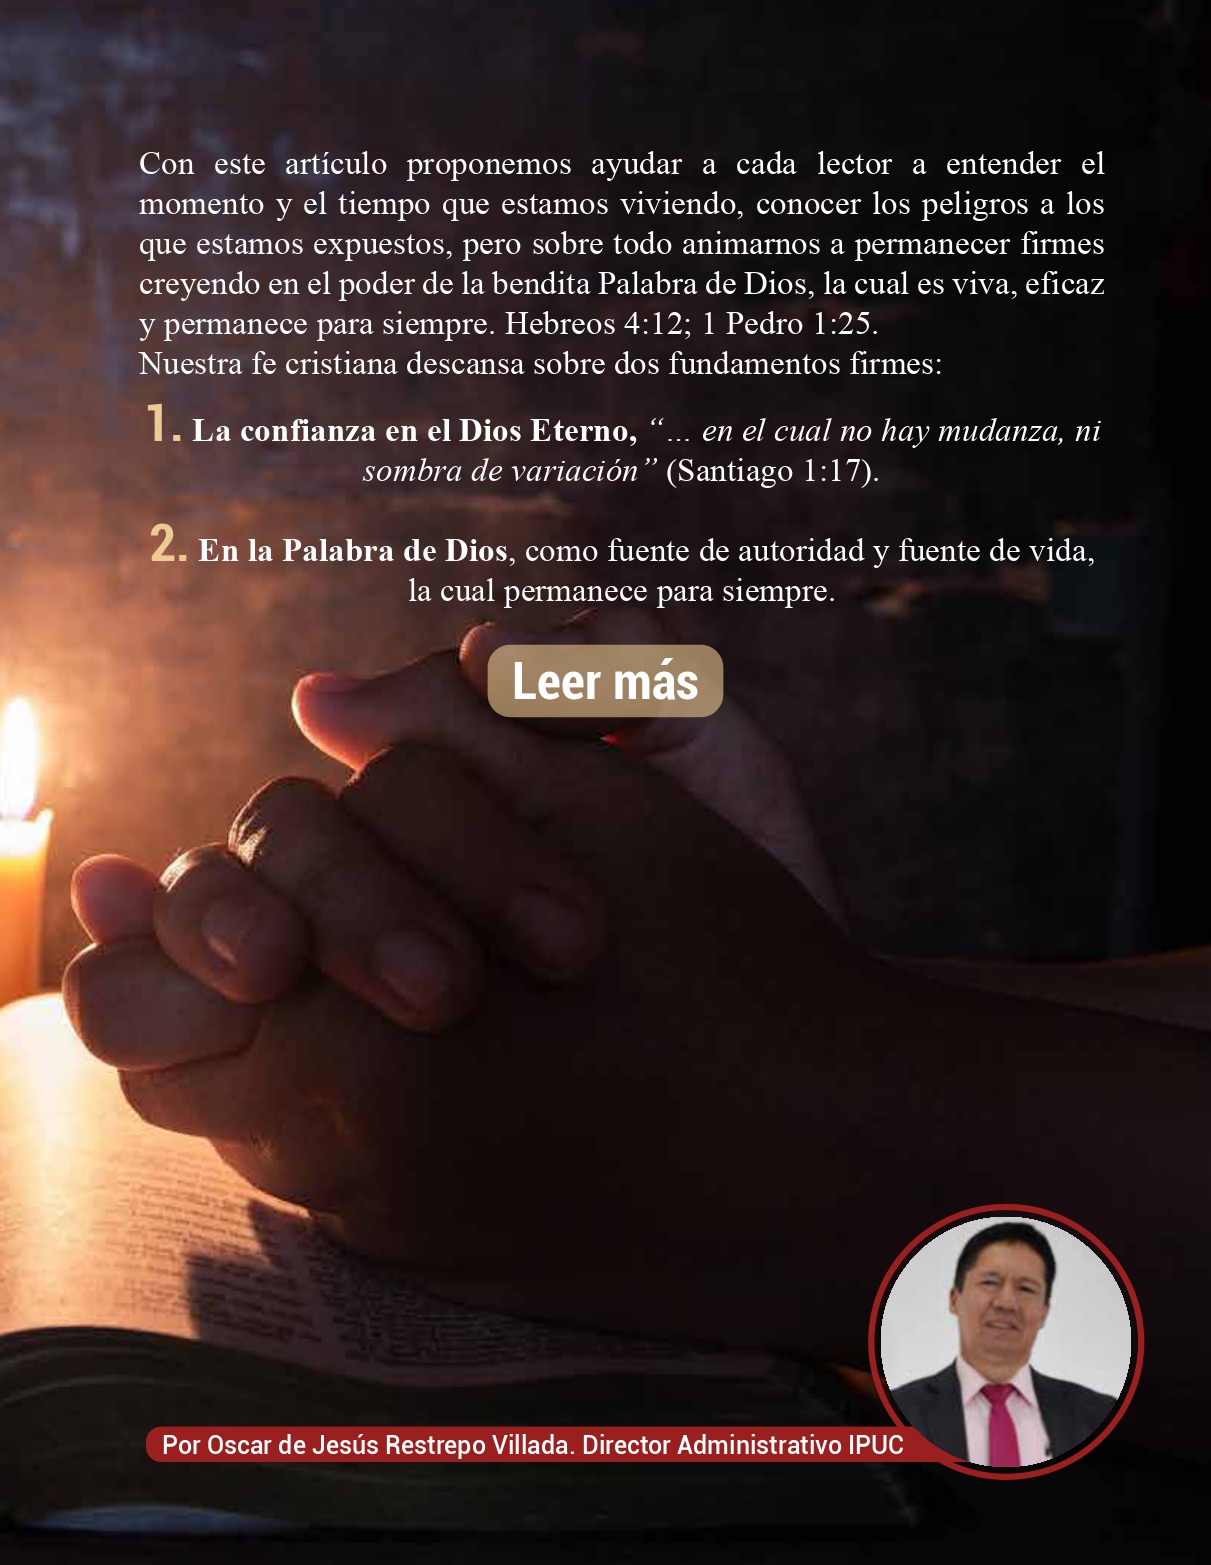 Con este artículo proponemos ayudar a cada lector a entender el
momento y el tiempo que estamos viviendo, conocer los peligros a los
que estamos expuestos, pero sobre todo animarnos a permanecer firmes
creyendo en el poder de la bendita Palabra de Dios, la cual es viva, eficaz
y permanece para siempre. Hebreos 4:12; 1 Pedro 1:25.
Nuestra fe cristiana descansa sobre dos fundamentos firmes:
1. La confianza en el Dios Eterno, “… en el cual no hay mudanza, ni
sombra de variación” (Santiago 1:17).
2. En la Palabra de Dios, como fuente de autoridad y fuente de vida,
la cual permanece para siempre.
Leer más
Por Oscar de Jesús Restrepo Villada. Director Administrativo IPUC